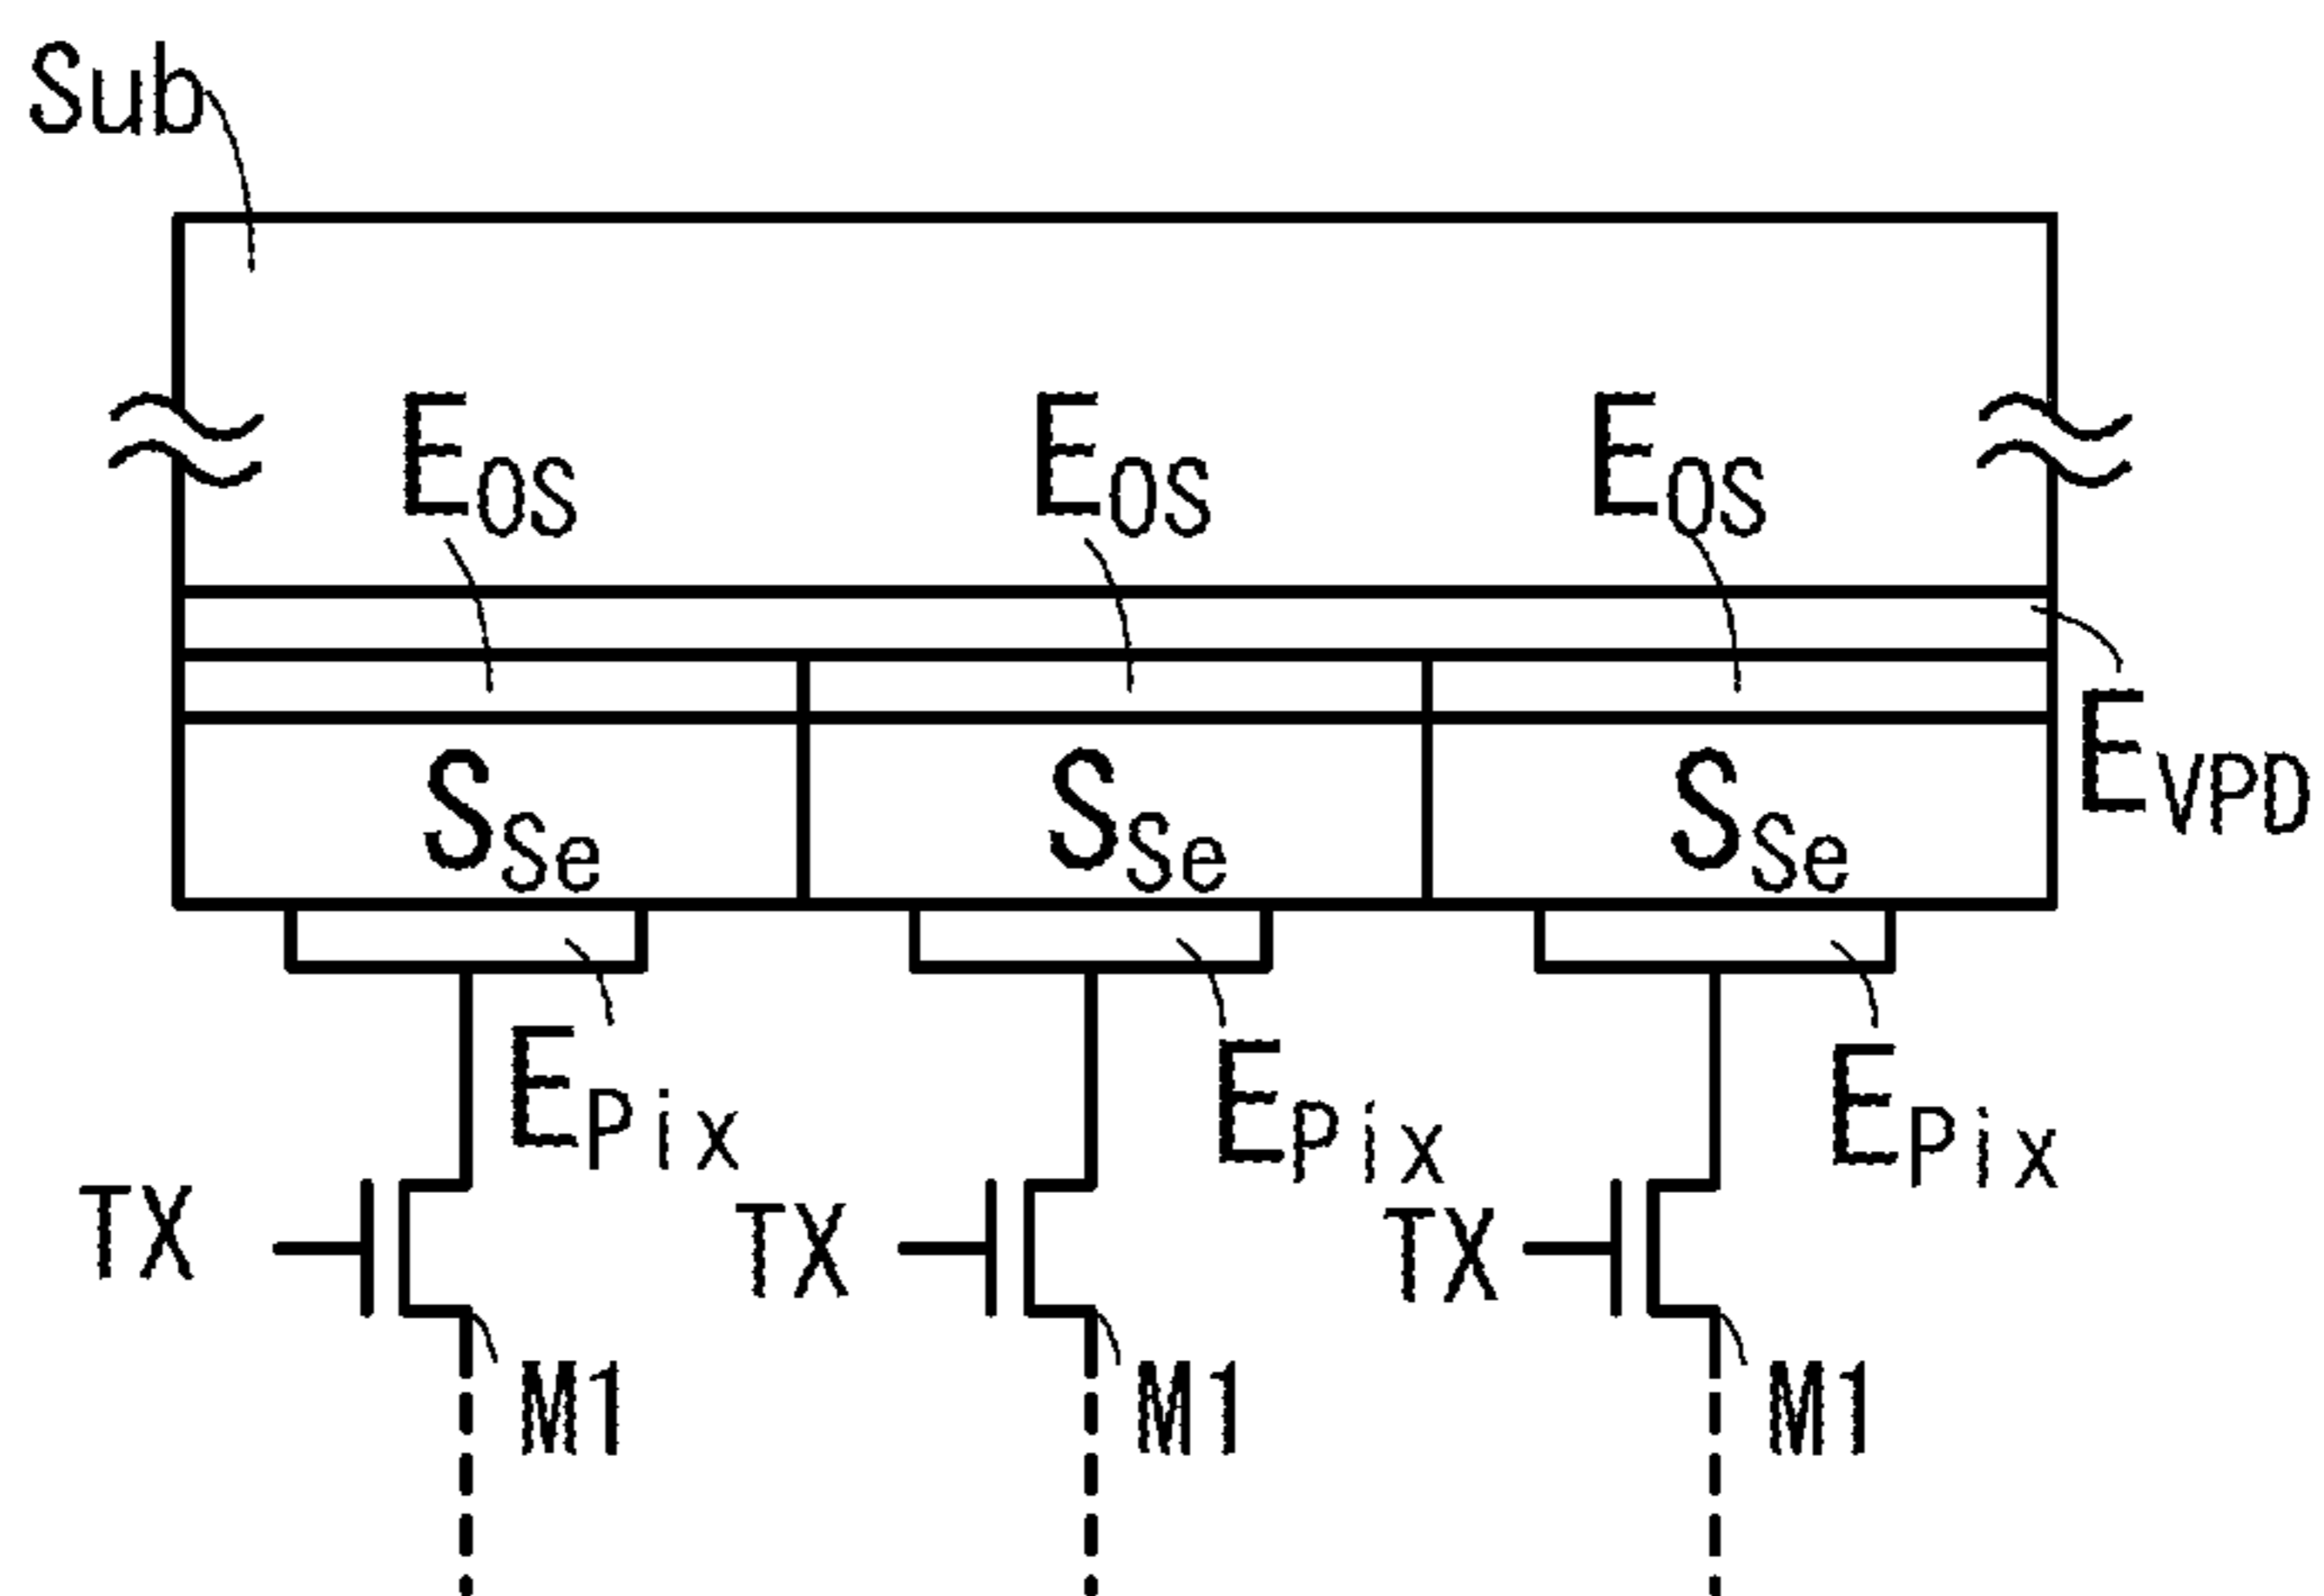 Sub
EOS EOS EOS
EVPD
SSe SSe SSe
EPix EPix EPix
TX TX TX
M1 M1 M1